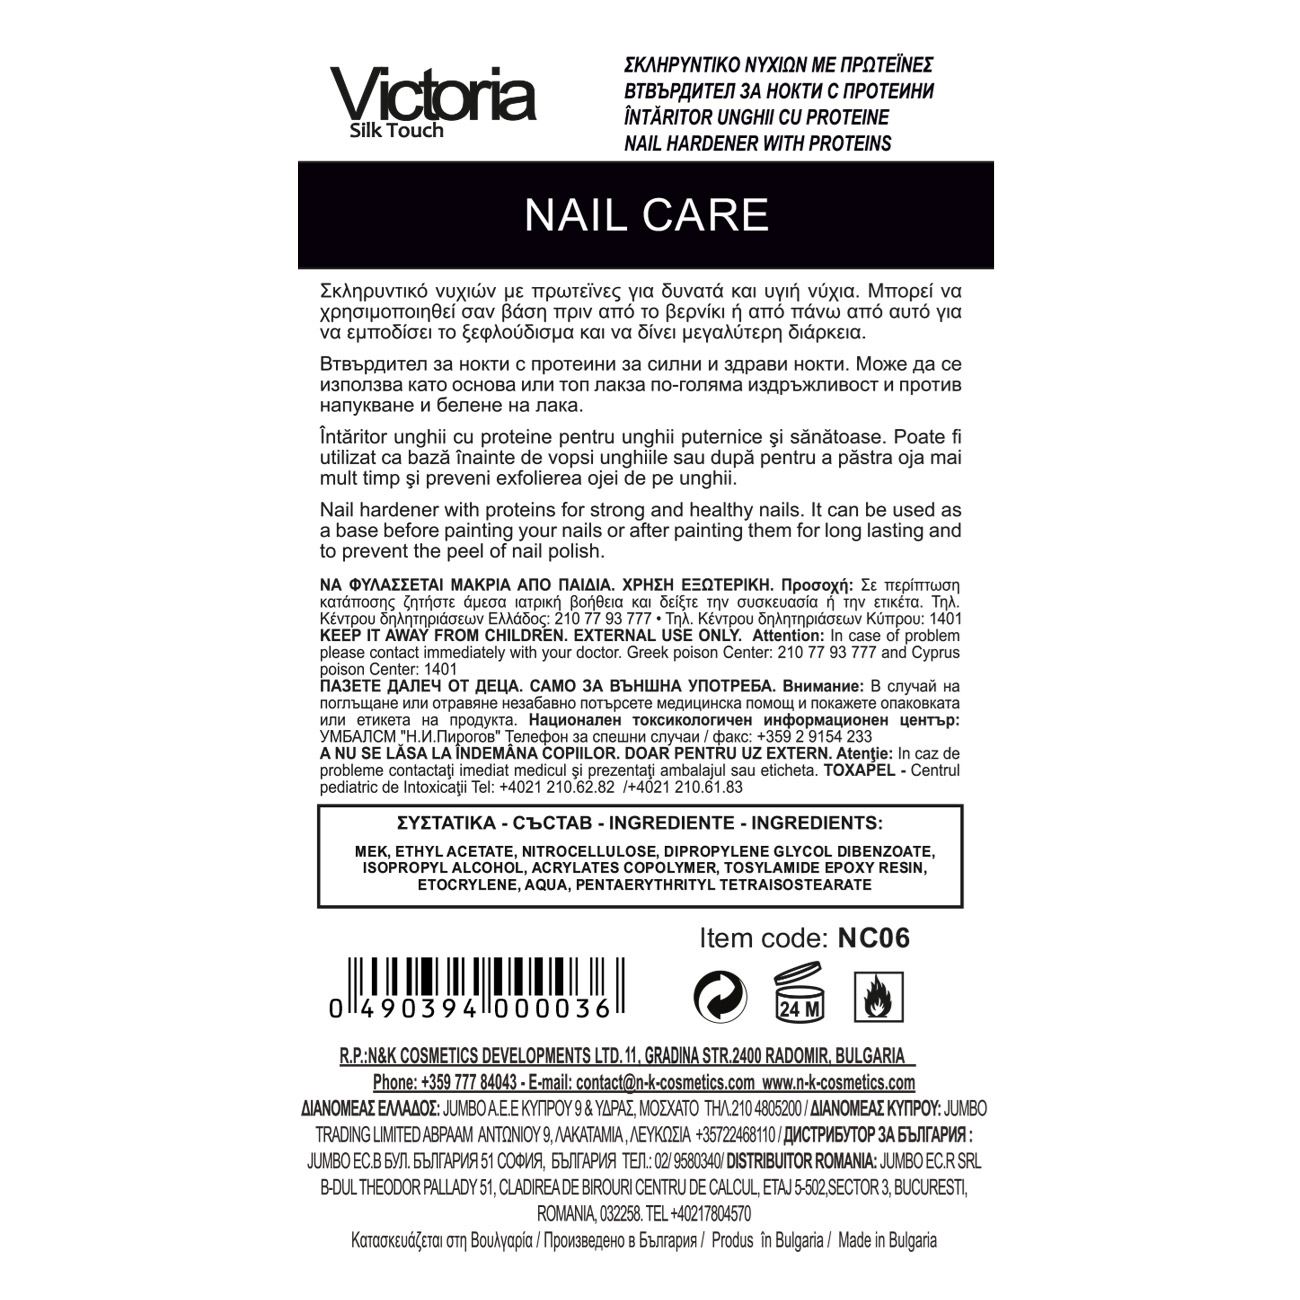 Victoria
Silk Touch
ΣΚΛΗΡΥΝΤΙΚΟ ΝΥΧΙΩΝ ΜΕ ΠΡΩΤΕΪΝΕΣ
ВТВЪРДИТЕЛ ЗА НОКТИ С ПРОТЕИНИ
ÎNTĂRITOR UNGHII CU PROTEINE
NAIL HARDENER WITH PROTEINS
NAIL CARE
Σκληρυντικό νυχιών με πρωτεΐνες για δυνατά και υγιή νύχια. Μπορεί να
χρησιμοποιηθεί σαν βάση πριν από το βερνίκι ή από πάνω από αυτό για
να εμποδίσει το ξεφλούδισμα και να δίνει μεγαλύτερη διάρκεια.
Втвърдител за нокти с протеини за силни и здрави нокти. Може да се
използва като основа или топ лакза по-голяма издръжливост и против
напукване и белене на лака.
Întăritor unghii cu proteine pentru unghii puternice şi sănătoase. Poate fi
utilizat ca bază înainte de vopsi unghiile sau după pentru a păstra oja mai
mult timp şi preveni exfolierea ojei de pe unghii.
Nail hardener with proteins for strong and healthy nails. It can be used as
a base before painting your nails or after painting them for long lasting and
to prevent the peel of nail polish.
ΝΑ ΦΥΛΑΣΣΕΤΑΙ ΜΑΚΡΙΑ ΑΠΟ ΠΑΙΔΙΑ. ΧΡΗΣΗ ΕΞΩΤΕΡΙΚΗ. Προσοχή: Σε περίπτωση
κατάποσης ζητήστε άμεσα ιατρική βοήθεια και δείξτε την συσκευασία ή την ετικέτα. Τηλ.
Κέντρου δηλητηριάσεων Ελλάδος: 210 77 93 777 • Τηλ. Κέντρου δηλητηριάσεων Κύπρου: 1401
KEEP IT AWAY FROM CHILDREN. EXTERNAL USE ONLY. Attention: In case of problem
please contact immediately with your doctor. Greek poison Center: 210 77 93 777 and Cyprus
poison Center: 1401
ПАЗЕТЕ ДАЛЕЧ ОТ ДЕЦА. САМО ЗА ВЪНШНА УПОТРЕБА. Внимание: В случай на
поглъщане или отравяне незабавно потърсете медицинска помощ и покажете опаковката
или етикета на продукта. Национален токсикологичен информационен център:
УМБАЛСМ "Н.И.Пирогов" Телефон за спешни случаи / факс: +359 2 9154 233
A NU SE LĂSA LA ÎNDEMÂNA COPIILOR. DOAR PENTRU UZ EXTERN. Atenţie: In caz de
probleme contactaţi imediat medicul şi prezentaţi ambalajul sau eticheta. TOXAPEL - Centrul
pediatric de Intoxicaţii Tel: +4021 210.62.82 /+4021 210.61.83
ΣΥΣΤΑΤΙΚΑ - СЪСТАВ - INGREDIENTE - INGREDIENTS:
MEK, ETHYL ACETATE, NITROCELLULOSE, DIPROPYLENE GLYCOL DIBENZOATE,
ISOPROPYL ALCOHOL, ACRYLATES COPOLYMER, TOSYLAMIDE EPOXY RESIN,
ETOCRYLENE, AQUA, PENTAERYTHRITYL TETRAISOSTEARATE
Item code: NC06
24 M
0 490394 000036
R.P.:N&K COSMETICS DEVELOPMENTS LTD. 11, GRADINA STR.2400 RADOMIR, BULGARIA
Phone: +359 777 84043 - E-mail: contact@n-k-cosmetics.com www.n-k-cosmetics.com
ΔΙΑΝΟΜΕΑΣ ΕΛΛΑΔΟΣ: JUMBO A.E.E ΚΥΠΡΟΥ 9 & ΥΔΡΑΣ, ΜΟΣΧΑΤΟ ΤΗΛ.210 4805200 / ΔΙΑΝΟΜΕΑΣ ΚΥΠΡΟΥ: JUMBO
TRADING LIMITED ΑΒΡΑΑΜ ΑΝΤΩΝΙΟΥ 9, ΛΑΚΑΤΑΜΙΑ , ΛΕΥΚΩΣΙΑ +35722468110 / ДИСТРИБУТОР ЗА БЪЛГАРИЯ :
JUMBO EC.B БУЛ. БЪЛГАРИЯ 51 СОФИЯ, БЪЛГАРИЯ ТЕЛ.: 02/ 9580340/ DISTRIBUITOR ROMANIA: JUMBO EC.R SRL
B-DUL THEODOR PALLADY 51, CLADIREA DE BIROURI CENTRU DE CALCUL, ETAJ 5-502,SECTOR 3, BUCURESTI,
ROMANIA, 032258. TEL +40217804570
Κατασκευάζεται στη Βουλγαρία / Произведено в България / Produs în Bulgaria / Made in Bulgaria